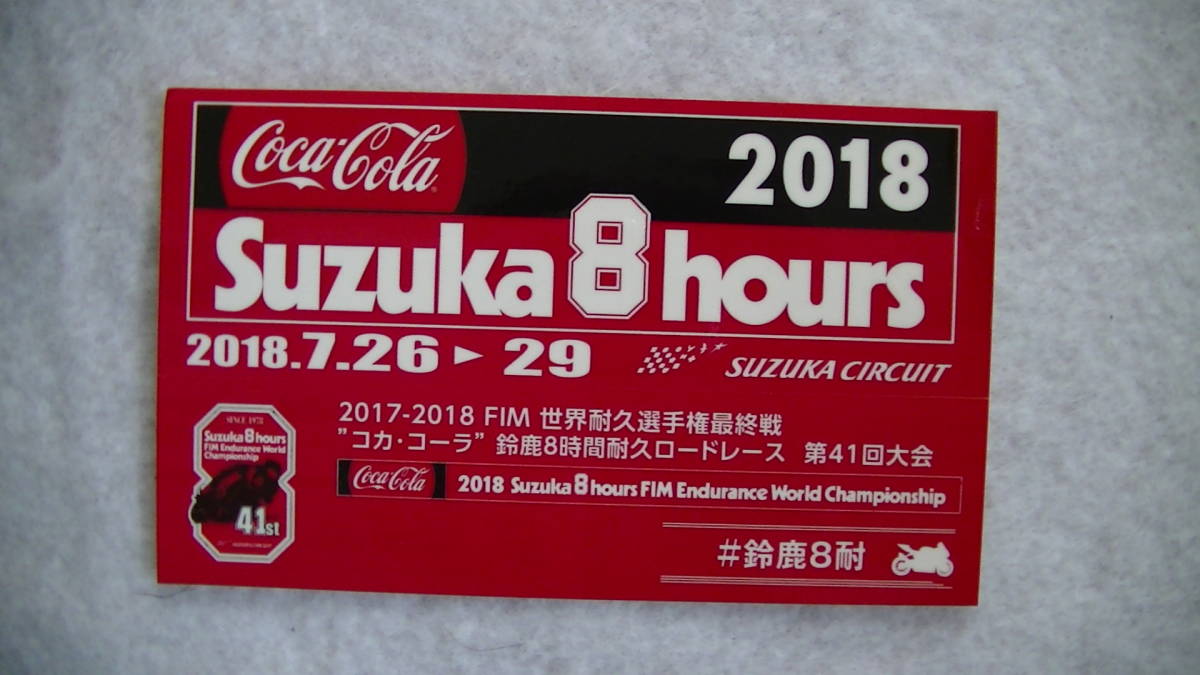 Coca-Cola
2018
Suzuka 8 hours
2018.7.26 ► 29
SUZUKA CIRCUIT
2017-2018 FIM 世界耐久選手権最終戦
"コカ・コーラ" 鈴鹿8時間耐久ロードレース 第41回大会
Coca-Cola 2018 Suzuka 8 hours FIM Endurance World Championship
SINCE 1978
Suzuka 8 hours
FIM Endurance World
Championship
41st
SUZUKA CIRCUIT
#鈴鹿8耐